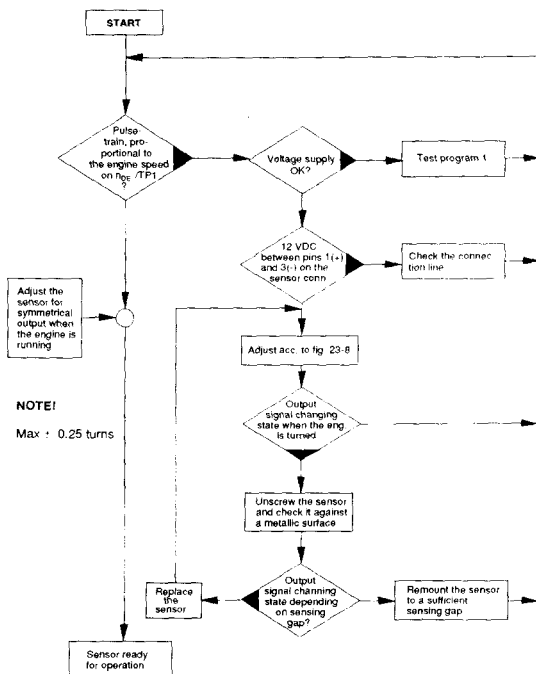 START
Pulse-
train, pro-
portional to
the engine speed
on nDE /TP1
?
Voltage supply
OK?
Test program 1
12 VDC
between pins 1(+)
and 3(-) on the
sensor conn
Check the connec
tion line
Adjust the
sensor for
symmetrical
output when
the engine is
running
Adjust acc. to fig. 23-8
NOTE!
Max ± 0.25 turns
Output
signal changing
state when the eng
is turned
Unscrew the sensor
and check it against
a metallic surface
Replace
the
sensor
Output
signal channing
state depending
on sensing
gap?
Remount the sensor
to a sufficient
sensing gap
Sensor ready
for operation